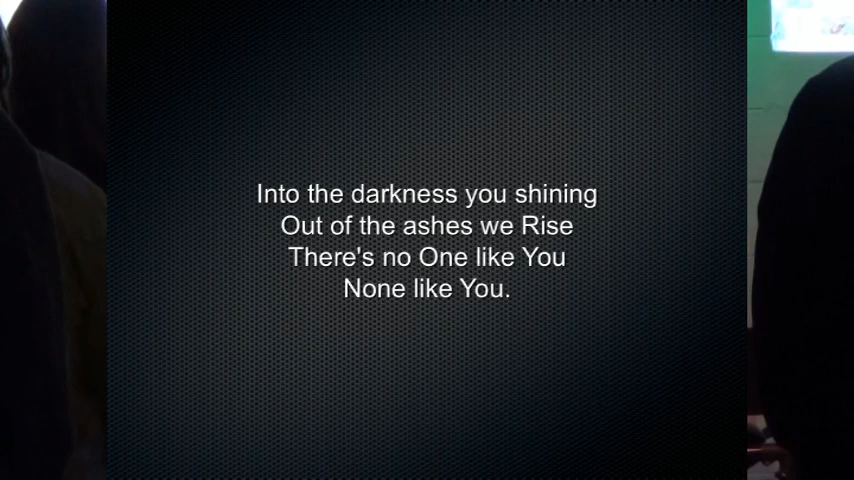 Into the darkness you shining
Out of the ashes we Rise
There's no One like You
None like You.